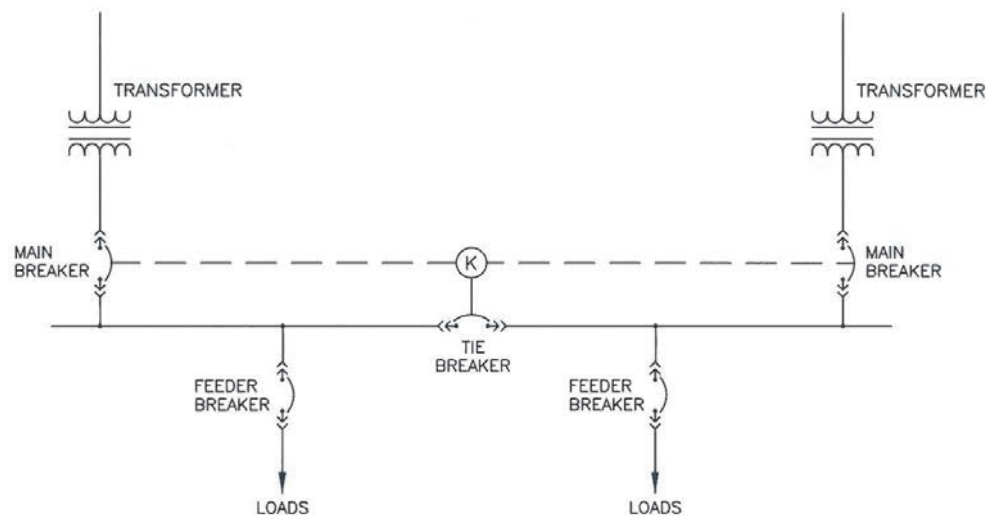 TRANSFORMER
TRANSFORMER
MAIN
BREAKER
K
MAIN
BREAKER
TIE
BREAKER
FEEDER
BREAKER
FEEDER
BREAKER
LOADS
LOADS